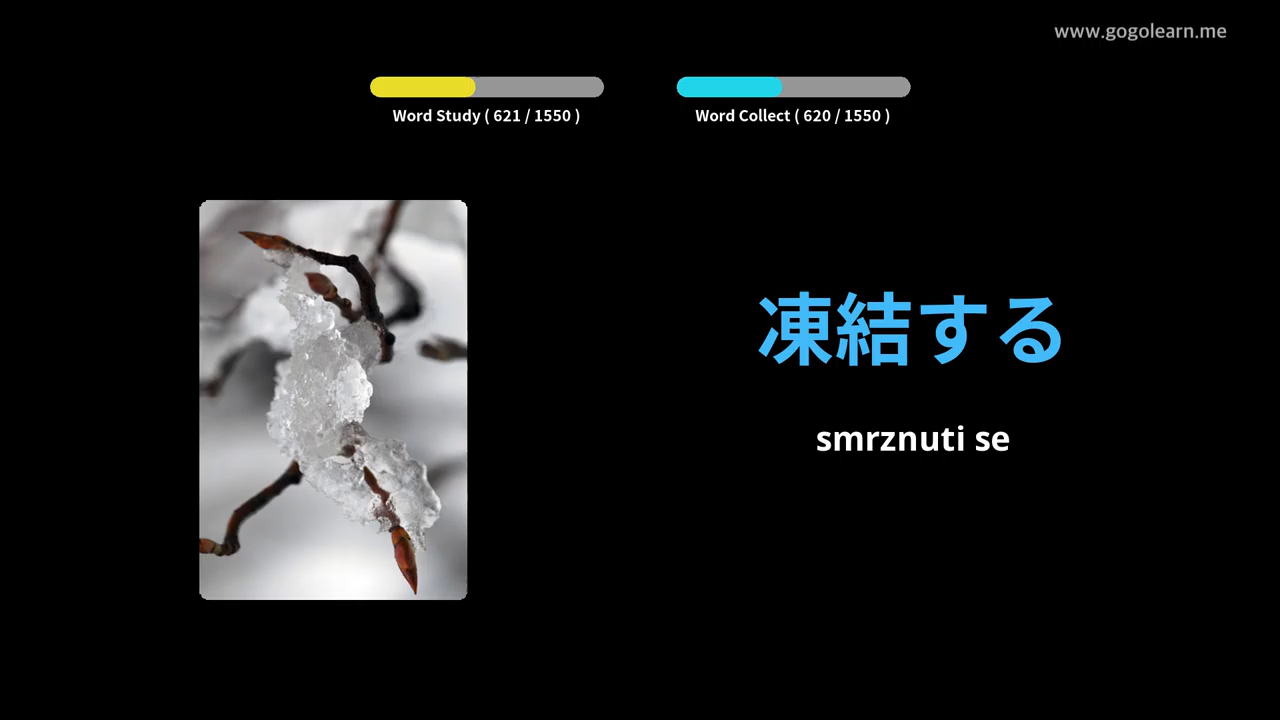 www.gogolearn.me
Word Study ( 621 / 1550 )
Word Collect ( 620 / 1550 )
凍結する
smrznuti se